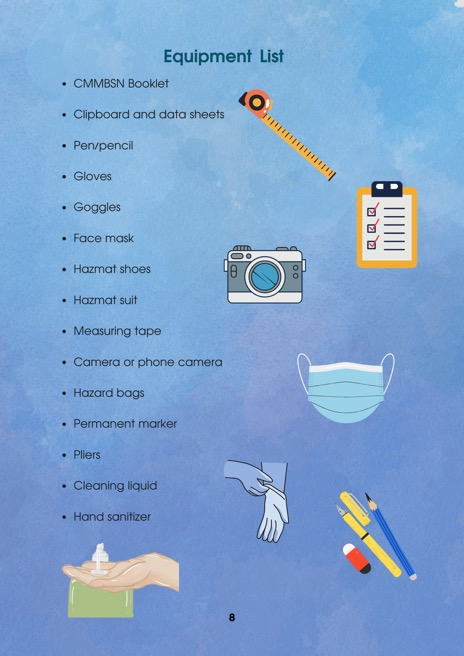 Equipment List
• CMMBSN Booklet
• Clipboard and data sheets
• Pen/pencil
• Gloves
• Goggles
• Face mask
• Hazmat shoes
• Hazmat suit
• Measuring tape
• Camera or phone camera
• Hazard bags
• Permanent marker
• Pliers
• Cleaning liquid
• Hand sanitizer
8